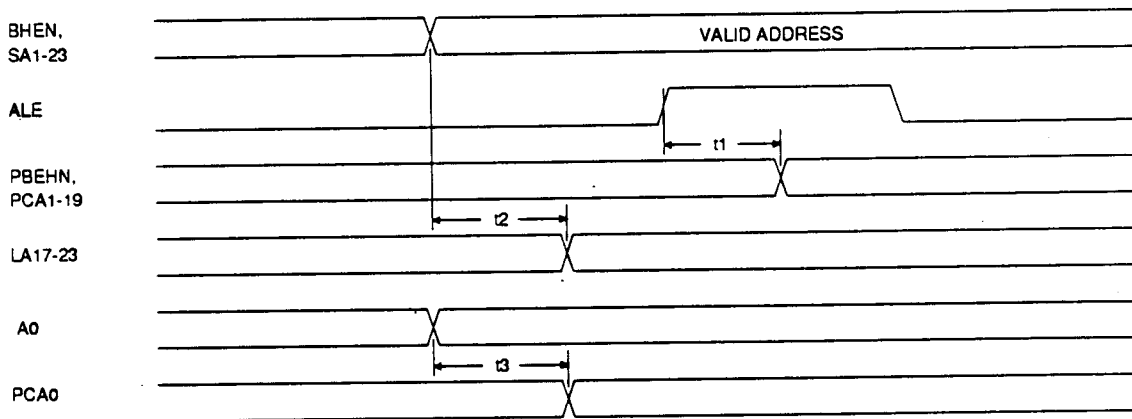 BHEN,
SA1-23
VALID ADDRESS
ALE
t1
PBEHN,
PCA1-19
t2
LA17-23
A0
t3
PCA0